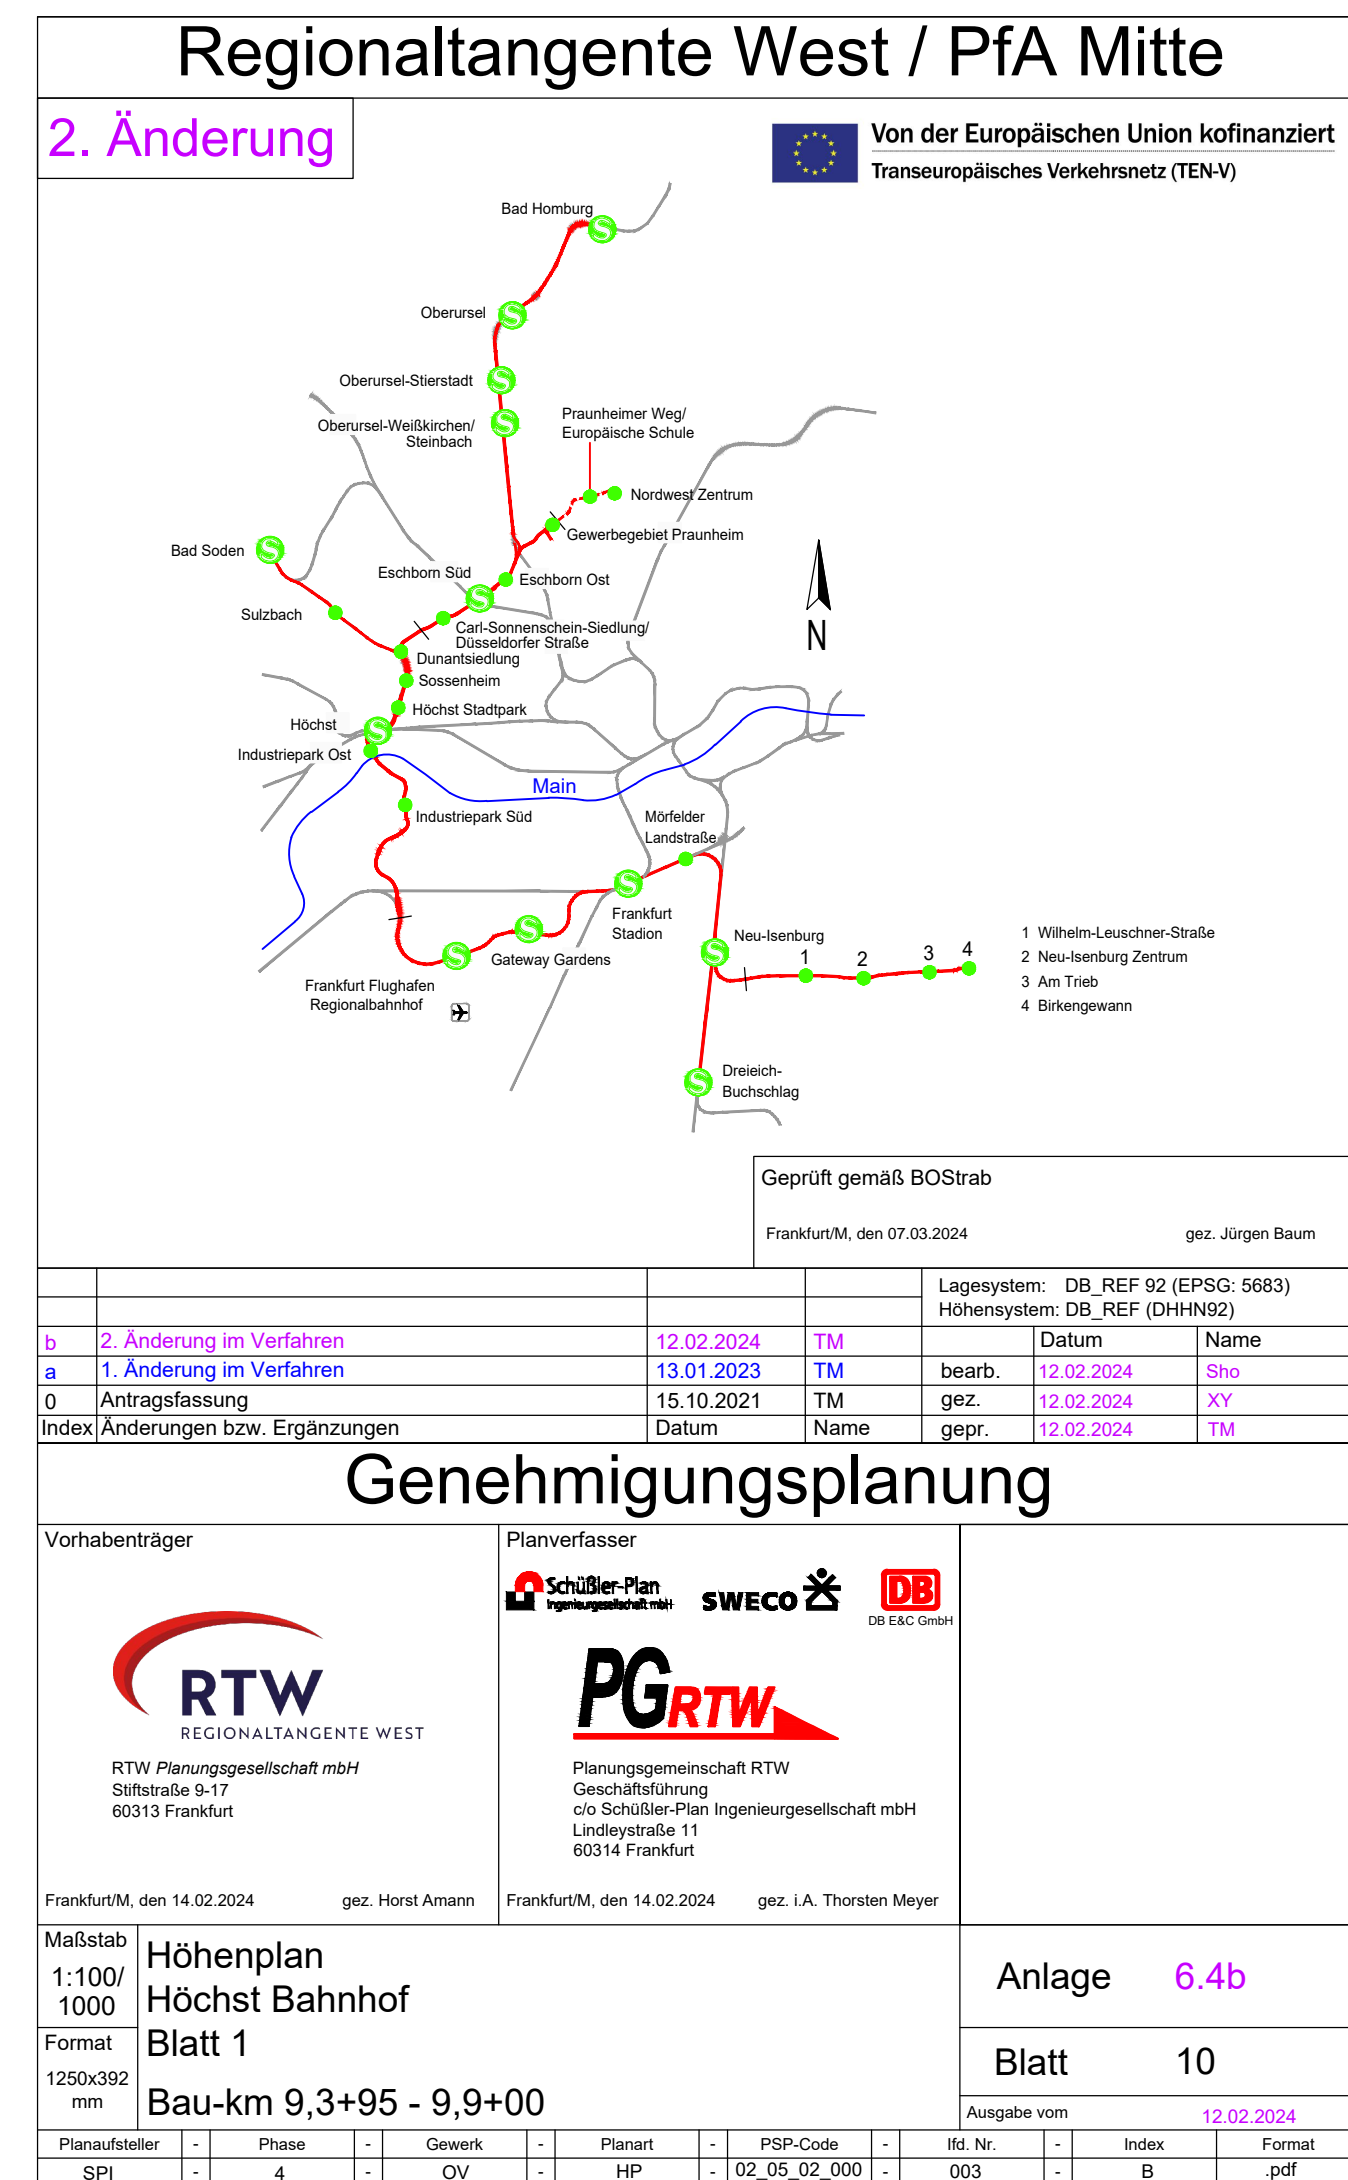 Regionaltangente West / PfA Mitte
2. Änderung
Von der Europäischen Union kofinanziert
Transeuropäisches Verkehrsnetz (TEN-V)
Bad Homburg
Oberursel
Oberursel-Stierstadt
Oberursel-Weißkirchen/
Steinbach
Praunheimer Weg/
Europäische Schule
Nordwest Zentrum
Gewerbegebiet Praunheim
Bad Soden
Eschborn Süd
Eschborn Ost
Sulzbach
Carl-Sonnenschein-Siedlung/
Düsseldorfer Straße
Dunantsiedlung
Sossenheim
Höchst Stadtpark
Höchst
Industriepark Ost
Main
Industriepark Süd
Mörfelder
Landstraße
N
Frankfurt
Stadion
Neu-Isenburg
Gateway Gardens
Frankfurt Flughafen
Regionalbahnhof
1 2 3 4
1 Wilhelm-Leuschner-Straße
2 Neu-Isenburg Zentrum
3 Am Trieb
4 Birkengewann
Dreieich-
Buchschlag
Geprüft gemäß BOStrab
Frankfurt/M, den 07.03.2024 gez. Jürgen Baum
Lagesystem: DB_REF 92 (EPSG: 5683)
Höhensystem: DB_REF (DHHN92)
b 2. Änderung im Verfahren 12.02.2024 TM Datum Name
a 1. Änderung im Verfahren 13.01.2023 TM bearb. 12.02.2024 Sho
0 Antragsfassung 15.10.2021 TM gez. 12.02.2024 XY
Index Änderungen bzw. Ergänzungen Datum Name gepr. 12.02.2024 TM
Genehmigungsplanung
Vorhabenträger
RTW
REGIONALTANGENTE WEST
RTW Planungsgesellschaft mbH
Stiftstraße 9-17
60313 Frankfurt
Frankfurt/M, den 14.02.2024 gez. Horst Amann
Planverfasser
Schüßler-Plan
Ingenieurgesellschaft mbH
SWECO
DB
DB E&C GmbH
PG RTW
Planungsgemeinschaft RTW
Geschäftsführung
c/o Schüßler-Plan Ingenieurgesellschaft mbH
Lindleystraße 11
60314 Frankfurt
Frankfurt/M, den 14.02.2024 gez. i.A. Thorsten Meyer
Maßstab
1:100/
1000
Format
1250x392
mm
Höhenplan
Höchst Bahnhof
Blatt 1
Bau-km 9,3+95 - 9,9+00
Anlage 6.4b
Blatt 10
Ausgabe vom 12.02.2024
Planaufsteller - Phase - Gewerk - Planart - PSP-Code - lfd. Nr. - Index Format
SPI - 4 - OV - HP - 02_05_02_000 - 003 - B .pdf